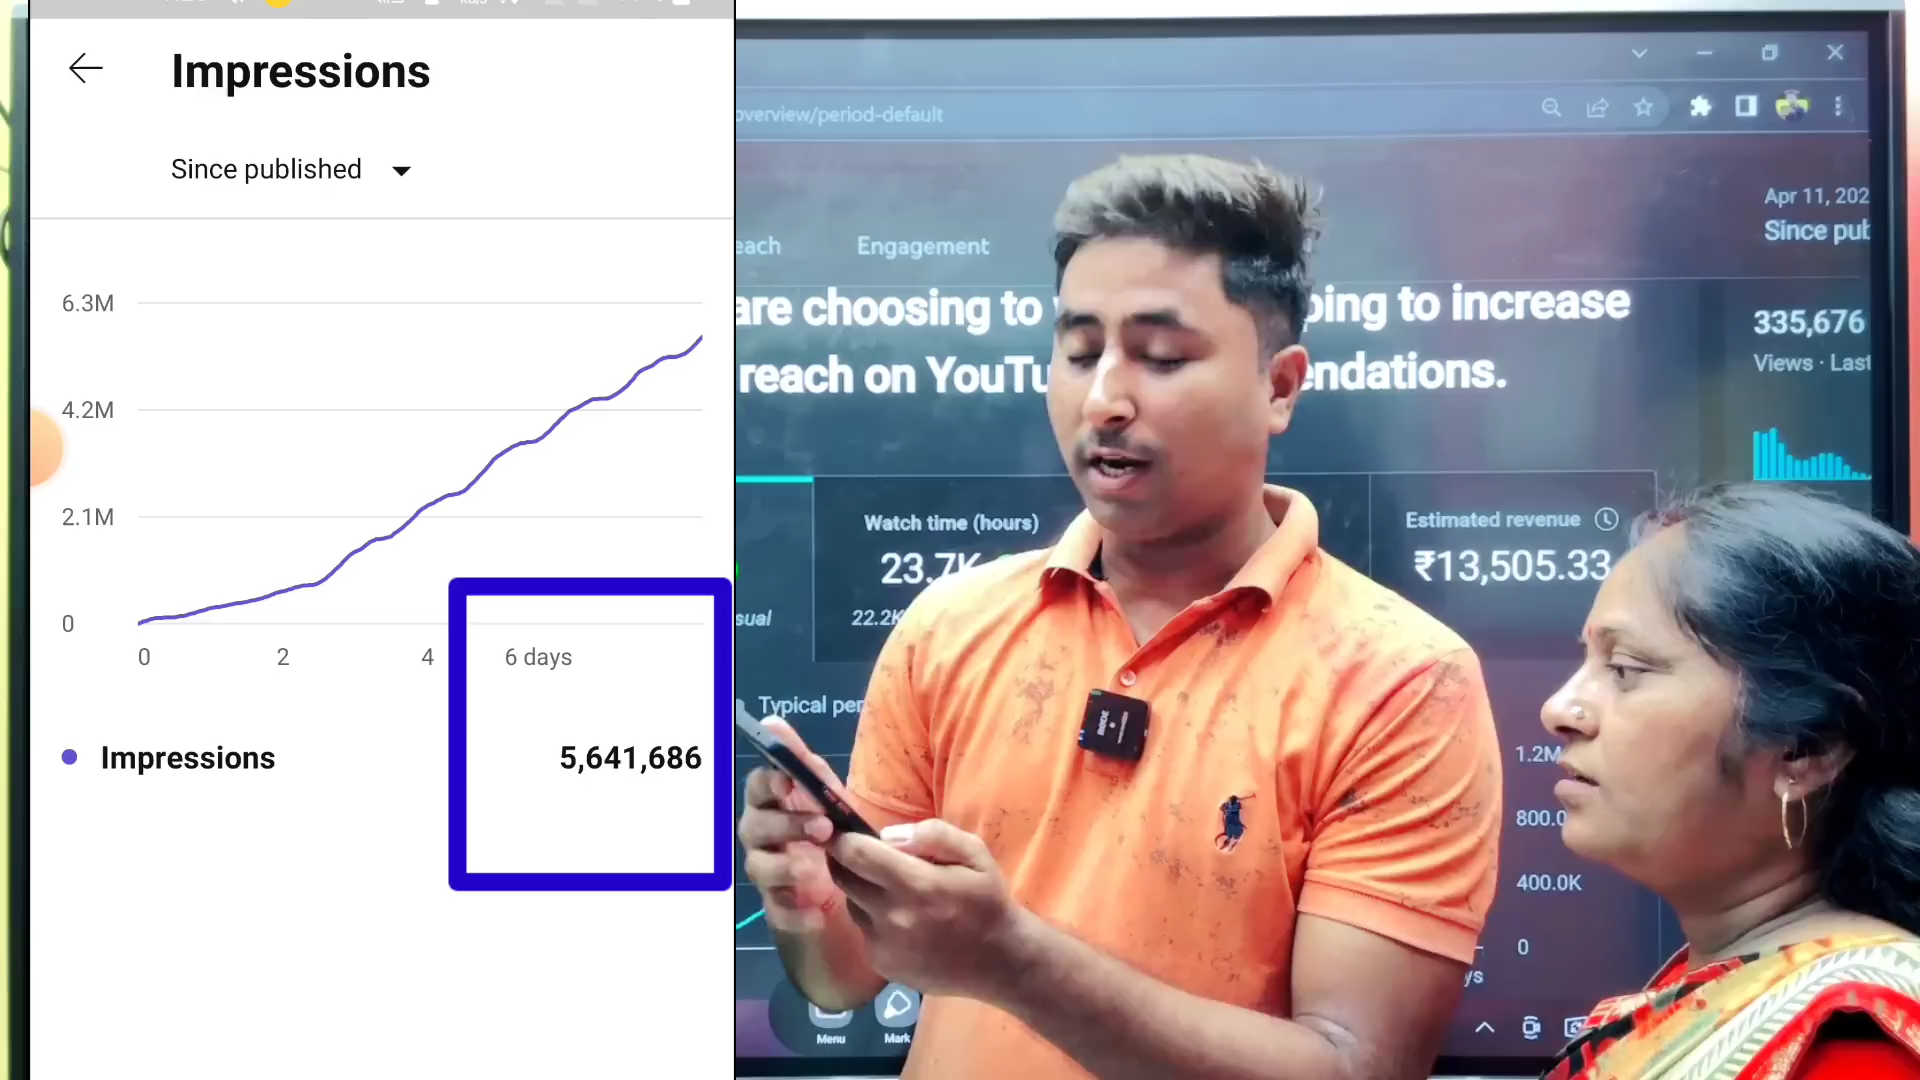 Impressions
Since published
6.3M
4.2M
2.1M
0
0 2 4 6 days
Impressions 5,641,686
overview/period-default
Apr 11, 202
Since pub
each Engagement
are choosing to ping to increase
reach on YouTu endations.
335,676
Views · Last
Watch time (hours)
23.7K
22.2K
sual
Estimated revenue
₹13,505.33
Typical per
RODE
1.2M
800.0
400.0K
0
ys
Menu Mark